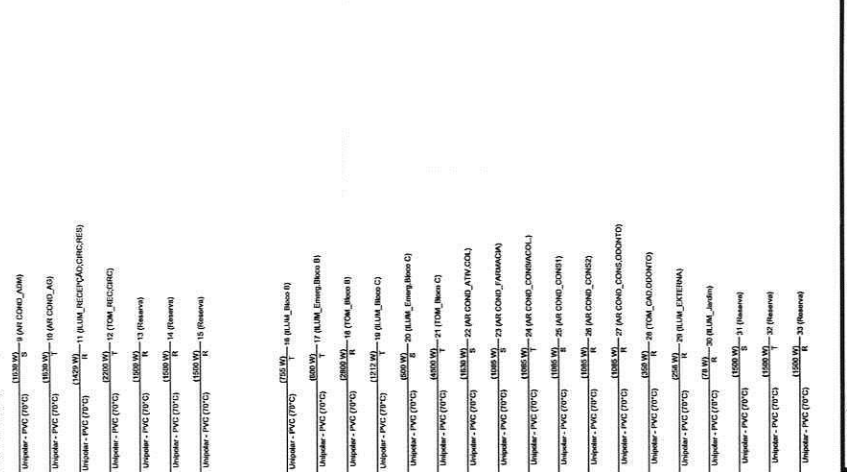 Unipolar - PVC (70°C) (1630 W) 9 (AR COND_ADM) S
Unipolar - PVC (70°C) (1630 W) 10 (AR COND_AG) T
Unipolar - PVC (70°C) (1429 W) 11 (ILUM_RECEPÇÃO,CIRC,RES) R
Unipolar - PVC (70°C) (2200 W) 12 (TOM_REC,CIRC) T
Unipolar - PVC (70°C) (1500 W) 13 (Reserva) R
Unipolar - PVC (70°C) (1500 W) 14 (Reserva) R
Unipolar - PVC (70°C) (1500 W) 15 (Reserva) R
Unipolar - PVC (70°C) (755 W) 16 (ILUM_Bloco B) T
Unipolar - PVC (70°C) (600 W) 17 (ILUM_Emerg,Bloco B) T
Unipolar - PVC (70°C) (2800 W) 18 (TOM_Bloco B) R
Unipolar - PVC (70°C) (1212 W) 19 (ILUM_Bloco C) T
Unipolar - PVC (70°C) (500 W) 20 (ILUM_Emerg,Bloco C) S
Unipolar - PVC (70°C) 21 (TOM_Bloco C) T
Unipolar - PVC (70°C) (1630 W) 22 (AR COND_ATIV.COL) S
Unipolar - PVC (70°C) (1085 W) 23 (AR COND_FARMACIA) S
Unipolar - PVC (70°C) (1085 W) 24 (AR COND_CONS/ACOL.) T
Unipolar - PVC (70°C) (1085 W) 25 (AR COND_CONS1) S
Unipolar - PVC (70°C) (1085 W) 26 (AR COND_CONS2) R
Unipolar - PVC (70°C) (1085 W) 27 (AR COND_CONS.ODONTO) R
Unipolar - PVC (70°C) (350 W) 28 (TOM_CAD.ODONTO) R
Unipolar - PVC (70°C) (256 W) 29 (ILUM_EXTERNA) R
Unipolar - PVC (70°C) (78 W) 30 (ILUM_Jardim) R
Unipolar - PVC (70°C) (1500 W) 31 (Reserva) S
Unipolar - PVC (70°C) (1500 W) 32 (Reserva) T
Unipolar - PVC (70°C) (1500 W) 33 (Reserva) R